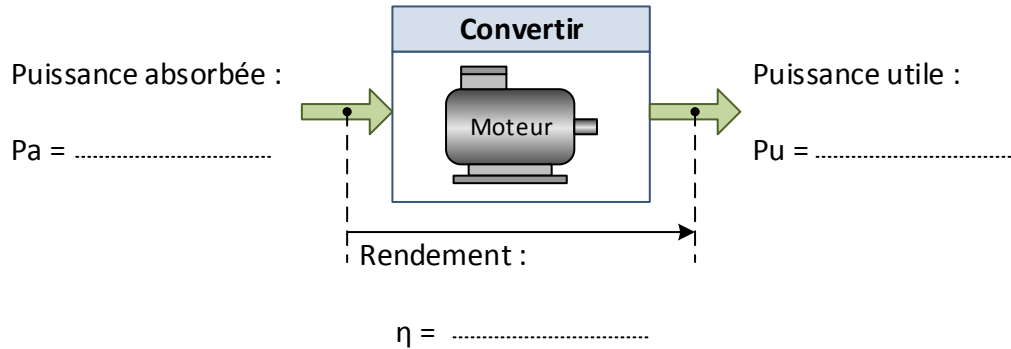 Convertir
Puissance absorbée :
Puissance utile :
Moteur
Pa = ................................
Pu = ................................
Rendement :
η = ................................